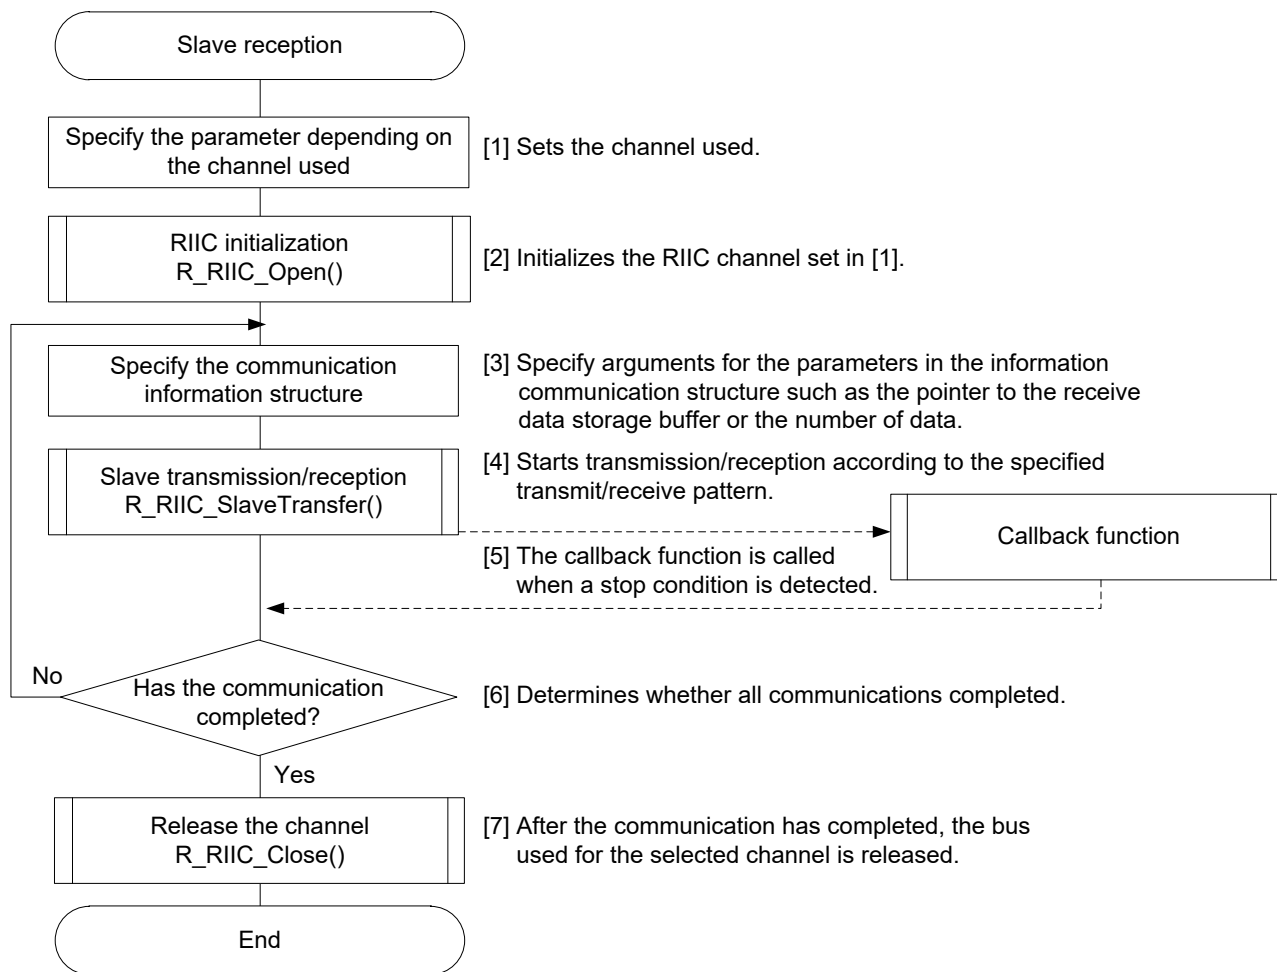 Slave reception
Specify the parameter depending on
the channel used
[1] Sets the channel used.
RIIC initialization
R_RIIC_Open()
[2] Initializes the RIIC channel set in [1].
Specify the communication
information structure
[3] Specify arguments for the parameters in the information
communication structure such as the pointer to the receive
data storage buffer or the number of data.
Slave transmission/reception
R_RIIC_SlaveTransfer()
[4] Starts transmission/reception according to the specified
transmit/receive pattern.
Callback function
[5] The callback function is called
when a stop condition is detected.
No
Has the communication
completed?
[6] Determines whether all communications completed.
Yes
Release the channel
R_RIIC_Close()
[7] After the communication has completed, the bus
used for the selected channel is released.
End